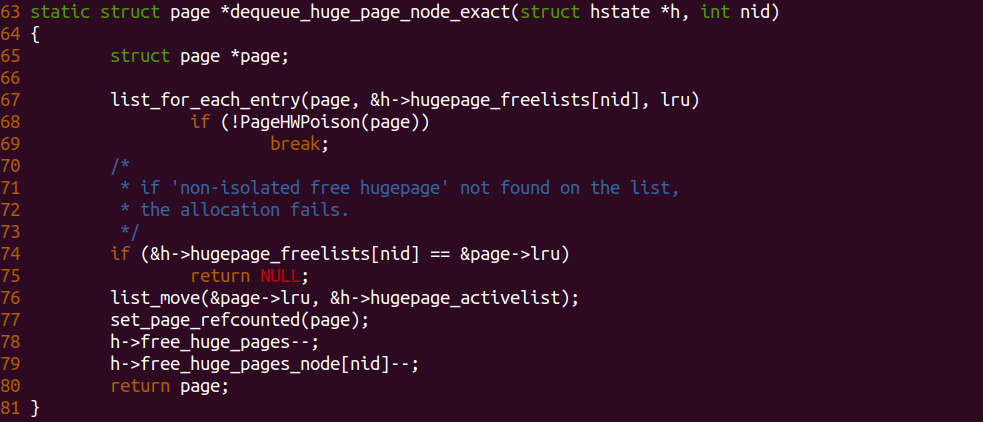 63 static struct page *dequeue_huge_page_node_exact(struct hstate *h, int nid)
64 {
65         struct page *page;
66
67         list_for_each_entry(page, &h->hugepage_freelists[nid], lru)
68                 if (!PageHWPoison(page))
69                         break;
70         /*
71          * if 'non-isolated free hugepage' not found on the list,
72          * the allocation fails.
73          */
74         if (&h->hugepage_freelists[nid] == &page->lru)
75                 return NULL;
76         list_move(&page->lru, &h->hugepage_activelist);
77         set_page_refcounted(page);
78         h->free_huge_pages--;
79         h->free_huge_pages_node[nid]--;
80         return page;
81 }